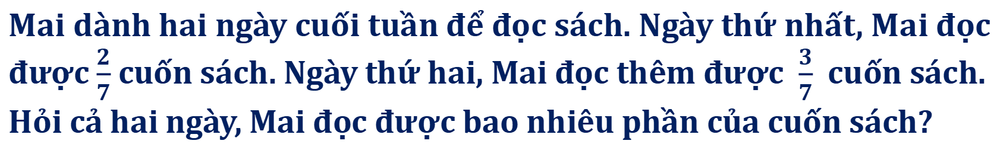 Mai dành hai ngày cuối tuần để đọc sách. Ngày thứ nhất, Mai đọc
được 2/7 cuốn sách. Ngày thứ hai, Mai đọc thêm được 3/7 cuốn sách.
Hỏi cả hai ngày, Mai đọc được bao nhiêu phần của cuốn sách?